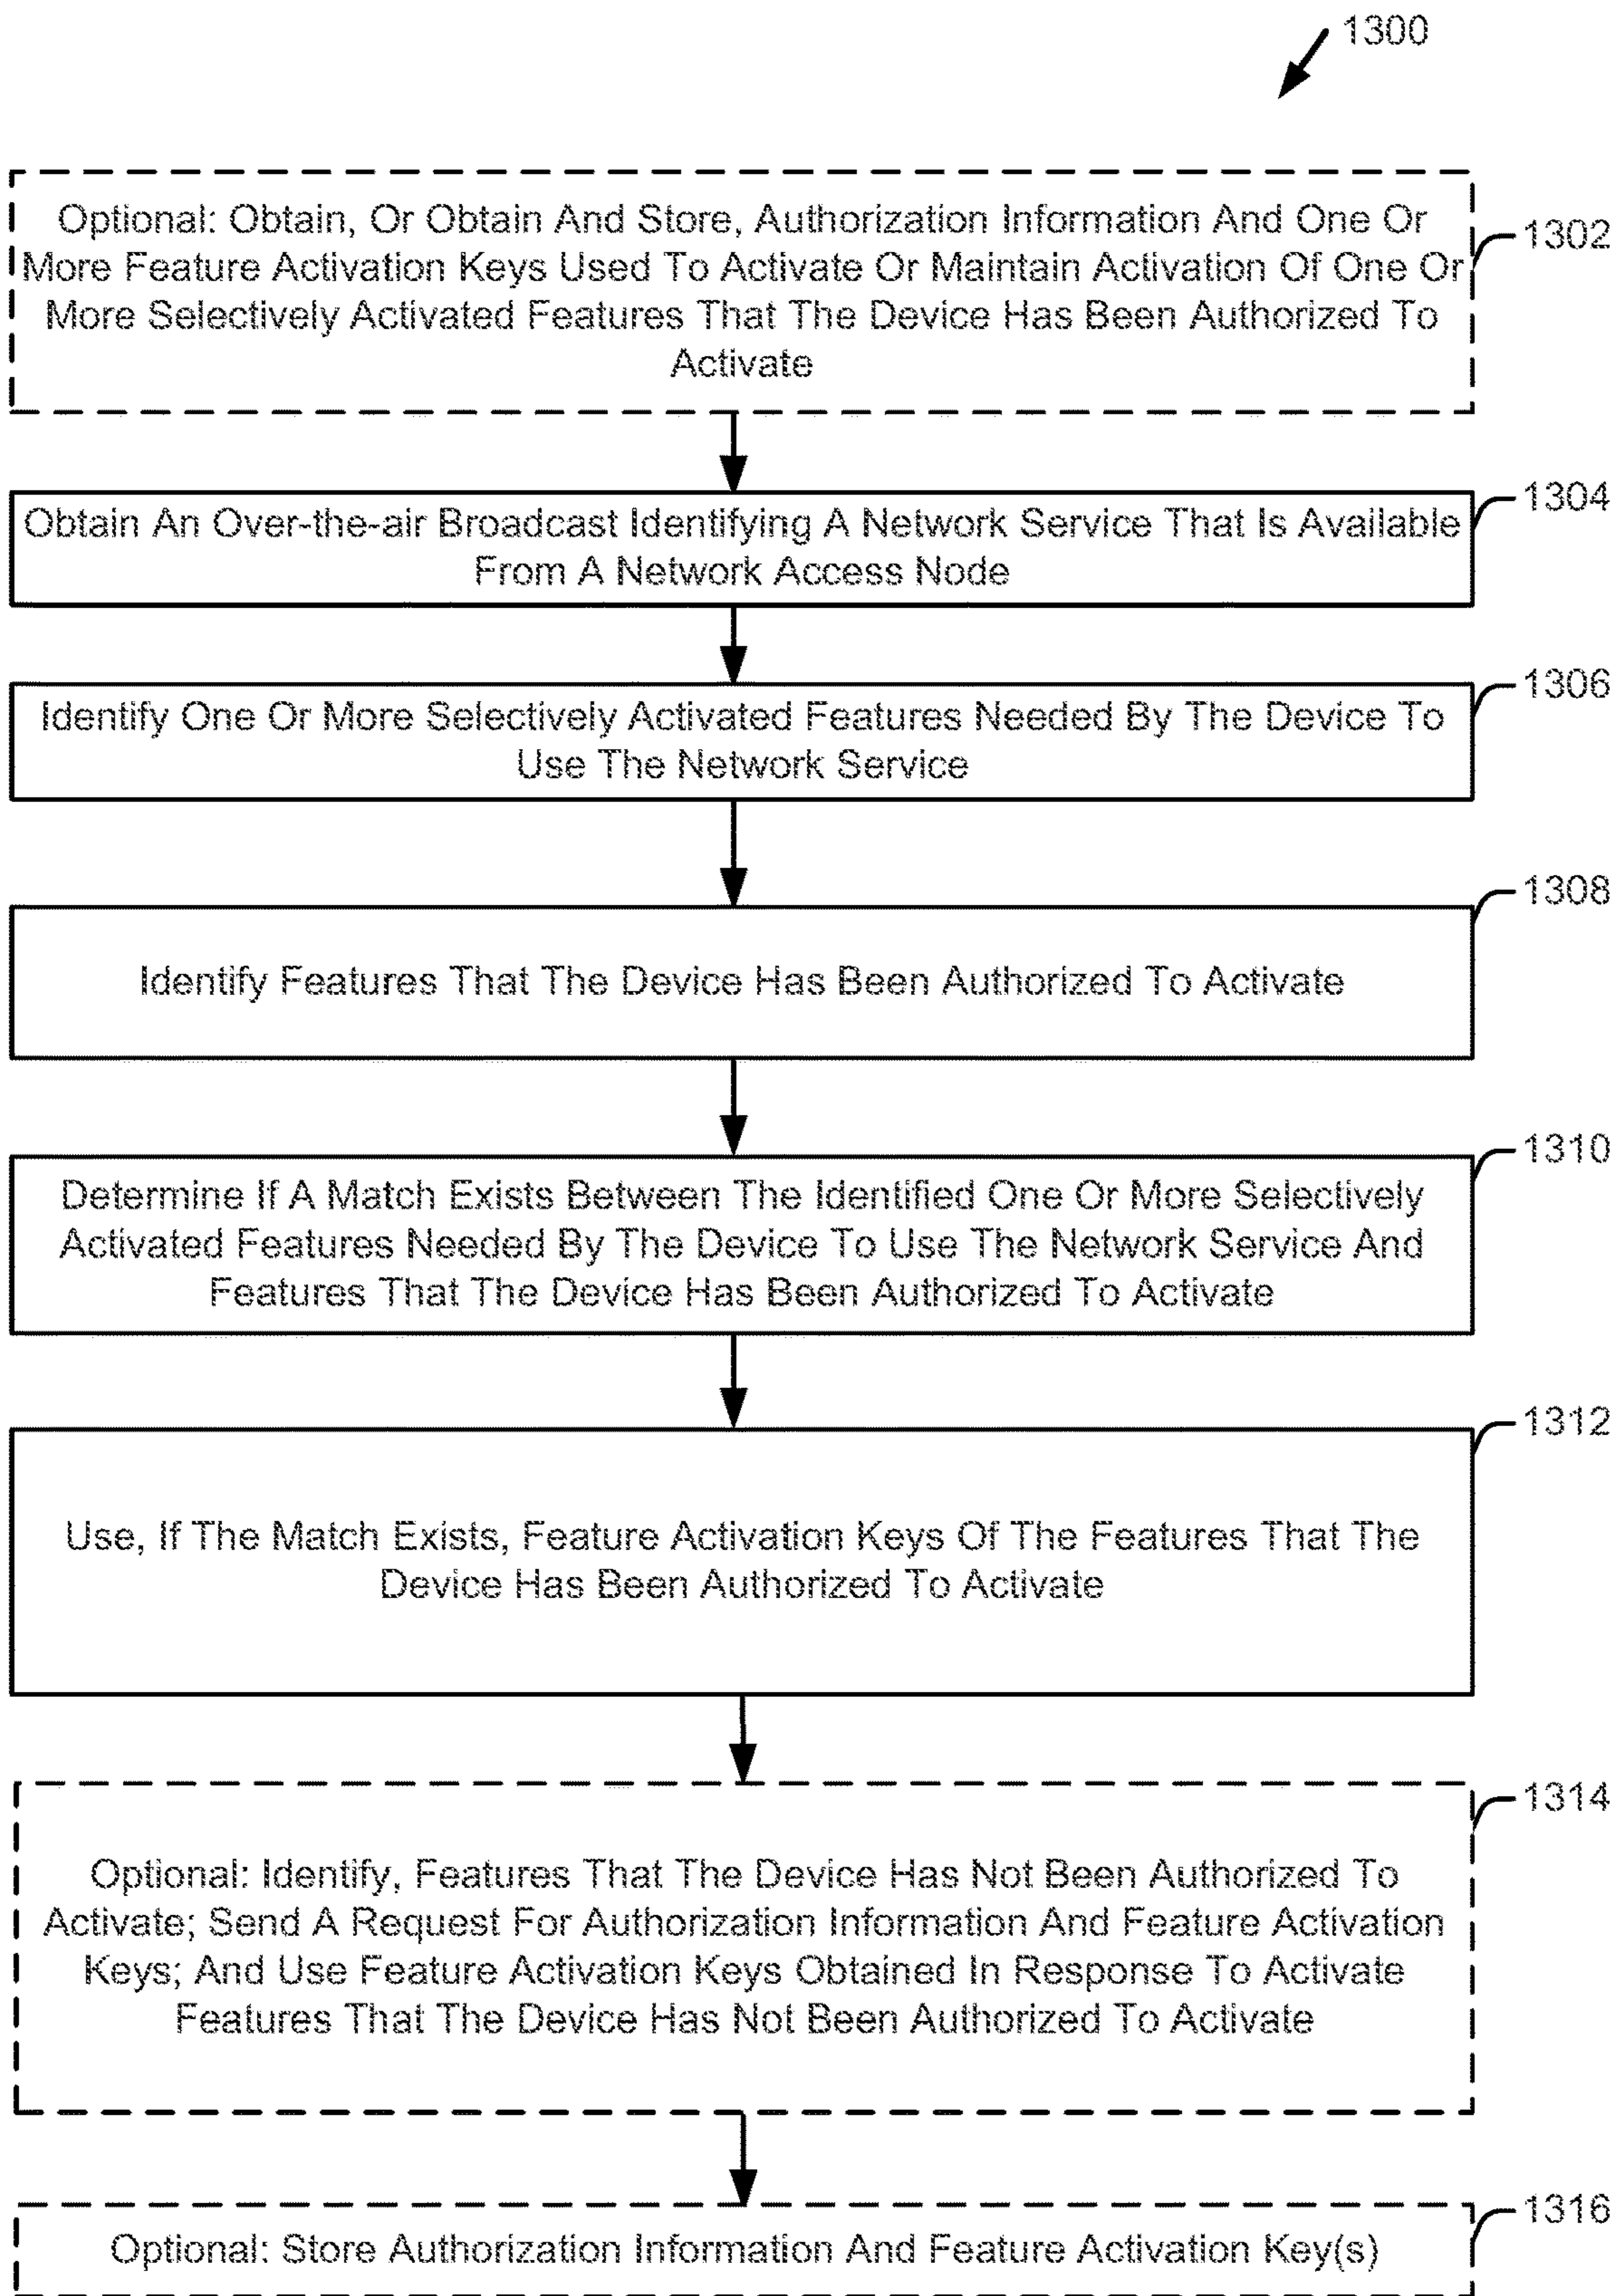 1300
Optional: Obtain, Or Obtain And Store, Authorization Information And One Or
More Feature Activation Keys Used To Activate Or Maintain Activation Of One Or
More Selectively Activated Features That The Device Has Been Authorized To
Activate
1302
Obtain An Over-the-air Broadcast Identifying A Network Service That Is Available
From A Network Access Node
1304
Identify One Or More Selectively Activated Features Needed By The Device To
Use The Network Service
1306
Identify Features That The Device Has Been Authorized To Activate
1308
Determine If A Match Exists Between The Identified One Or More Selectively
Activated Features Needed By The Device To Use The Network Service And
Features That The Device Has Been Authorized To Activate
1310
Use, If The Match Exists, Feature Activation Keys Of The Features That The
Device Has Been Authorized To Activate
1312
Optional: Identify, Features That The Device Has Not Been Authorized To
Activate; Send A Request For Authorization Information And Feature Activation
Keys; And Use Feature Activation Keys Obtained In Response To Activate
Features That The Device Has Not Been Authorized To Activate
1314
Optional: Store Authorization Information And Feature Activation Key(s)
1316